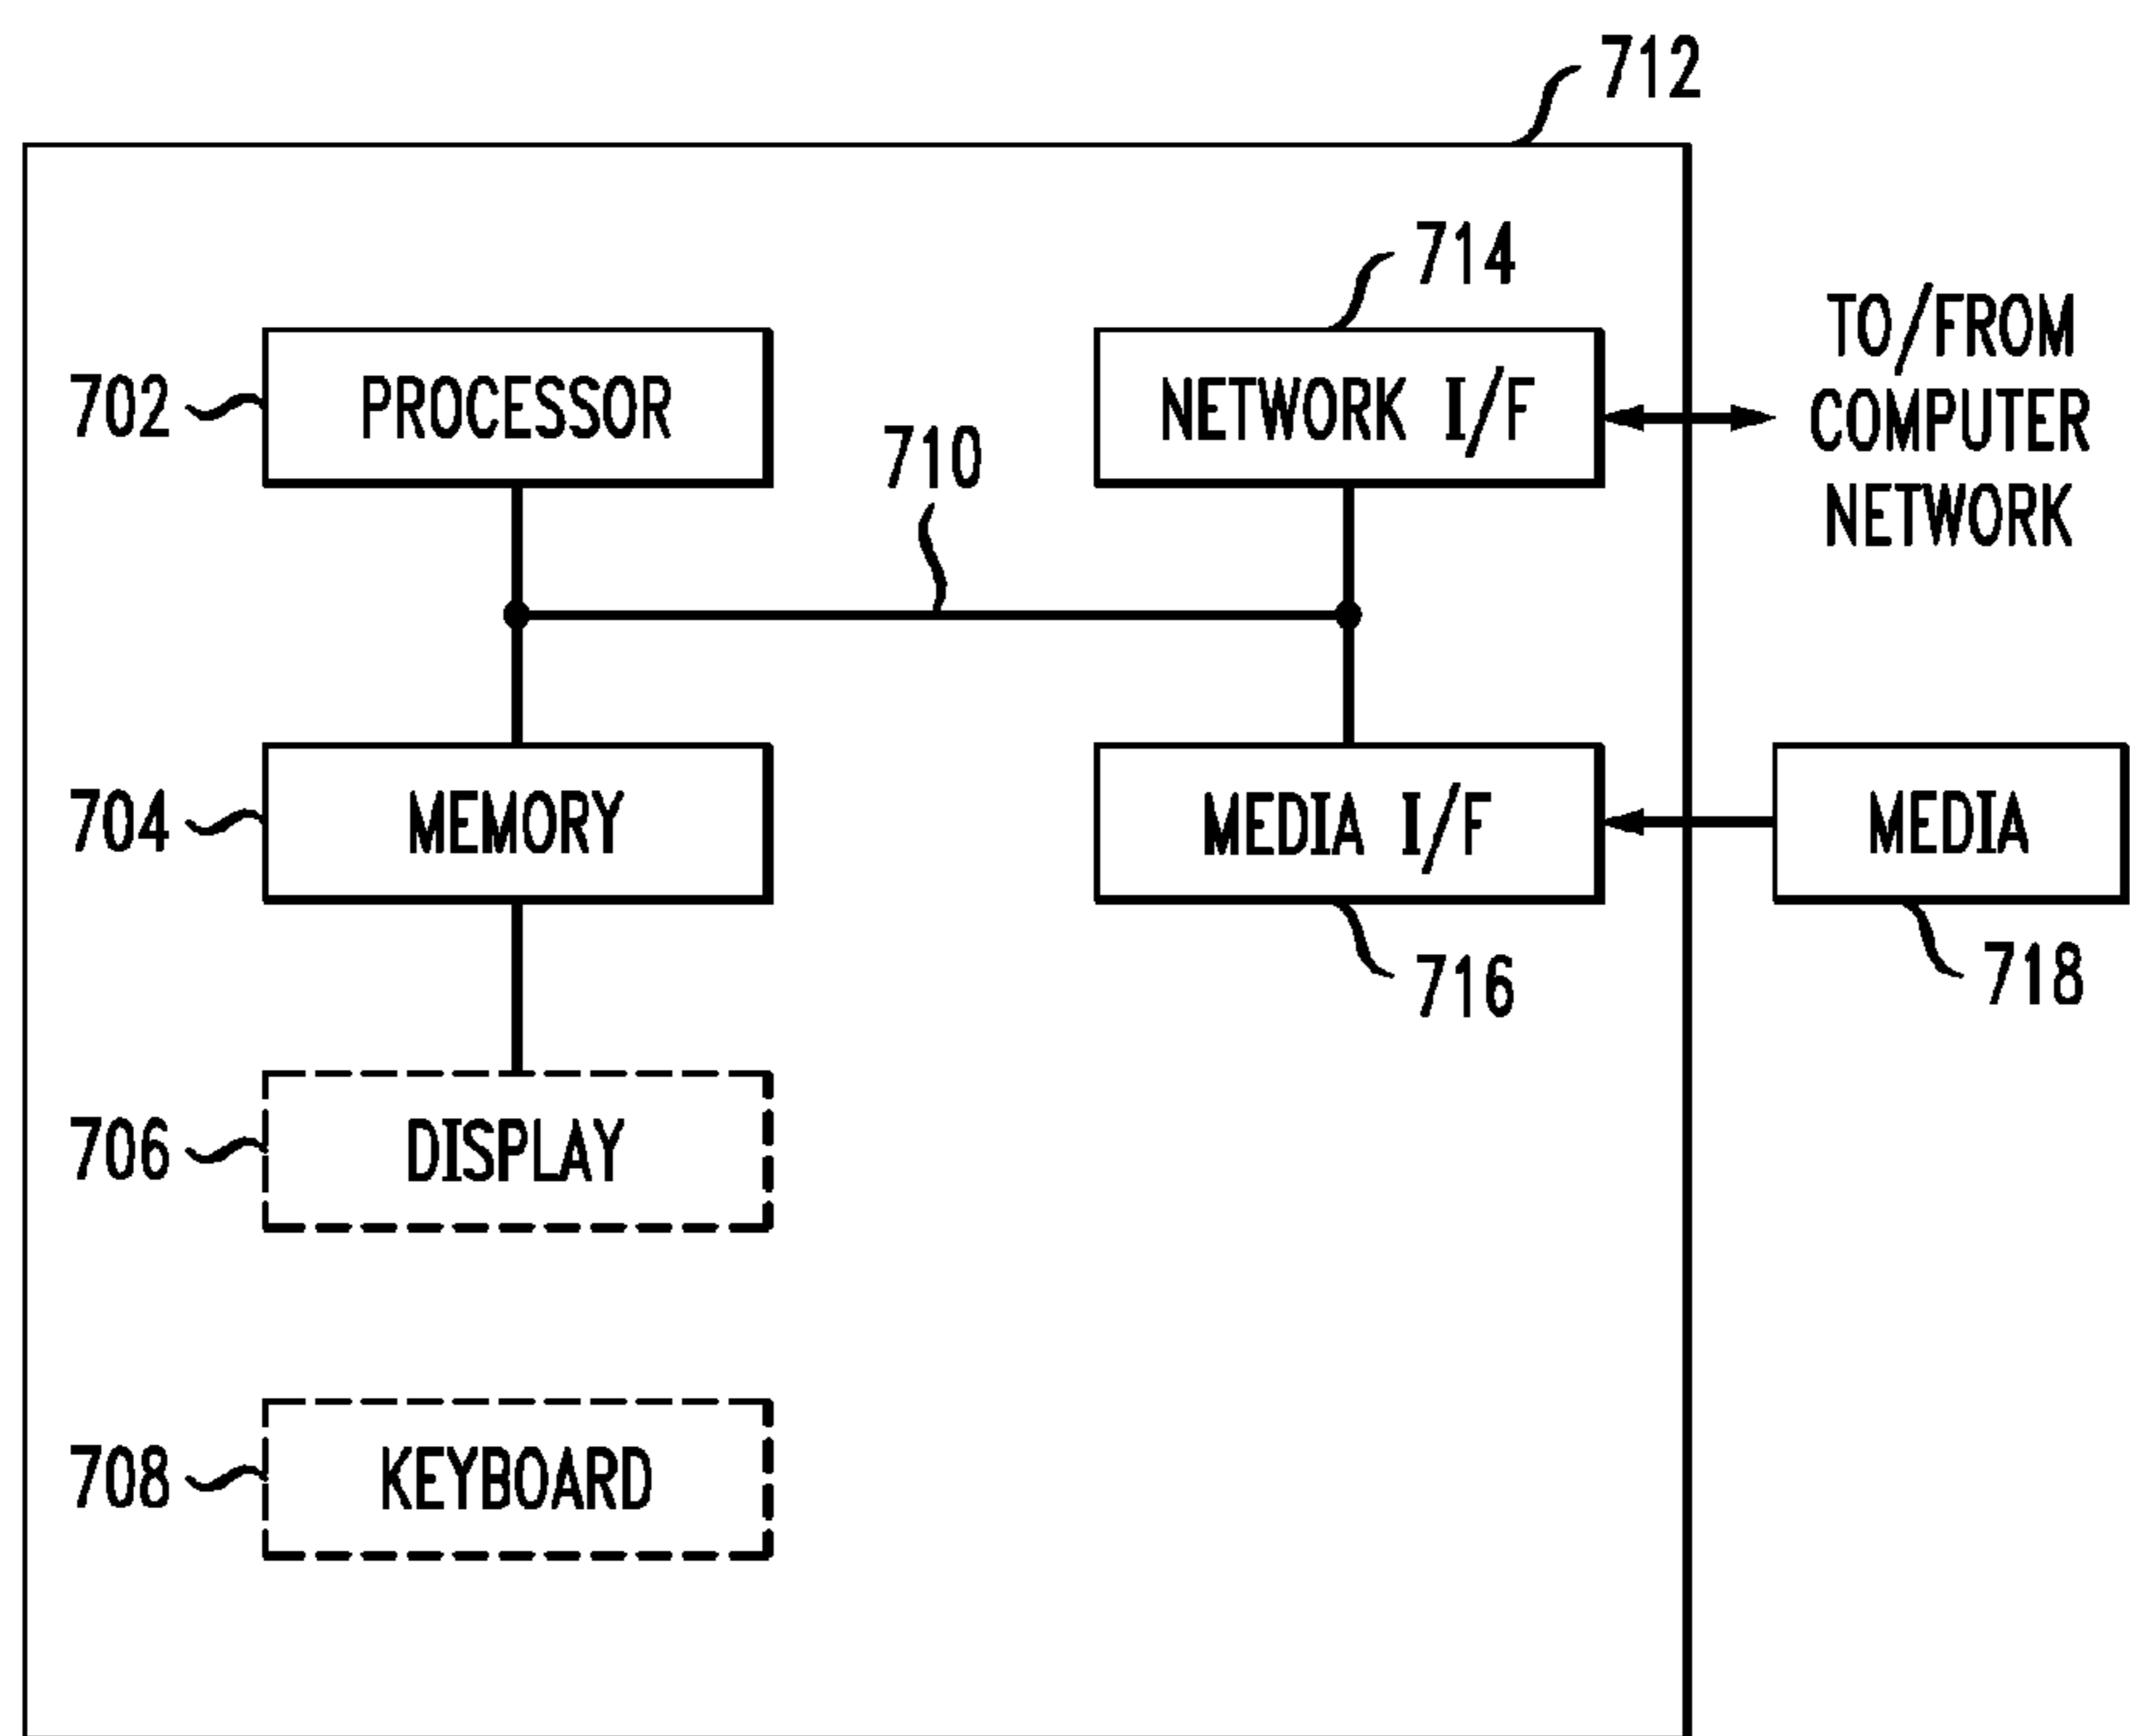 712
714
702
PROCESSOR
NETWORK I/F
TO/FROM
COMPUTER
NETWORK
710
704
MEMORY
MEDIA I/F
MEDIA
716
718
706
DISPLAY
708
KEYBOARD